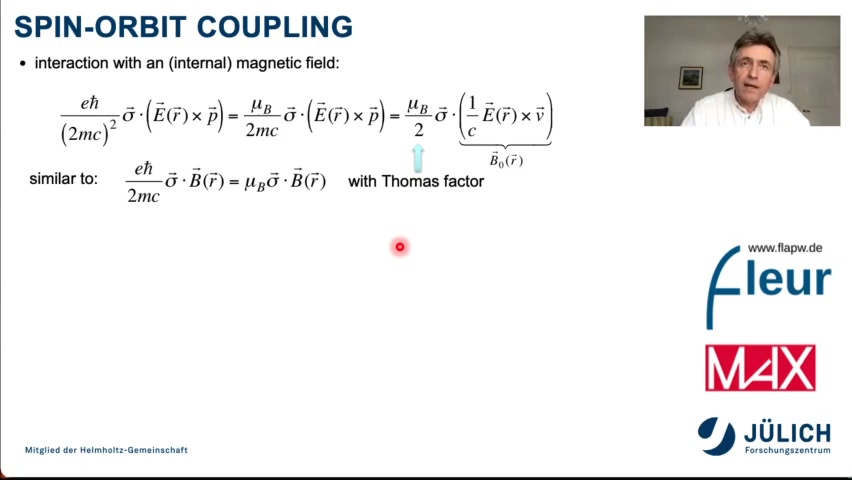 SPIN-ORBIT COUPLING
• interaction with an (internal) magnetic field:
eħ/(2mc)² σ⃗ · (E⃗(r⃗) × p⃗) = μ_B/2mc σ⃗ · (E⃗(r⃗) × p⃗) = μ_B/2 σ⃗ · (1/c E⃗(r⃗) × v⃗)
B⃗₀(r⃗)
similar to: eħ/2mc σ⃗ · B⃗(r⃗) = μ_B σ⃗ · B⃗(r⃗) with Thomas factor
www.flapw.de
fleur
MAX
JÜLICH
Forschungszentrum
Mitglied der Helmholtz-Gemeinschaft